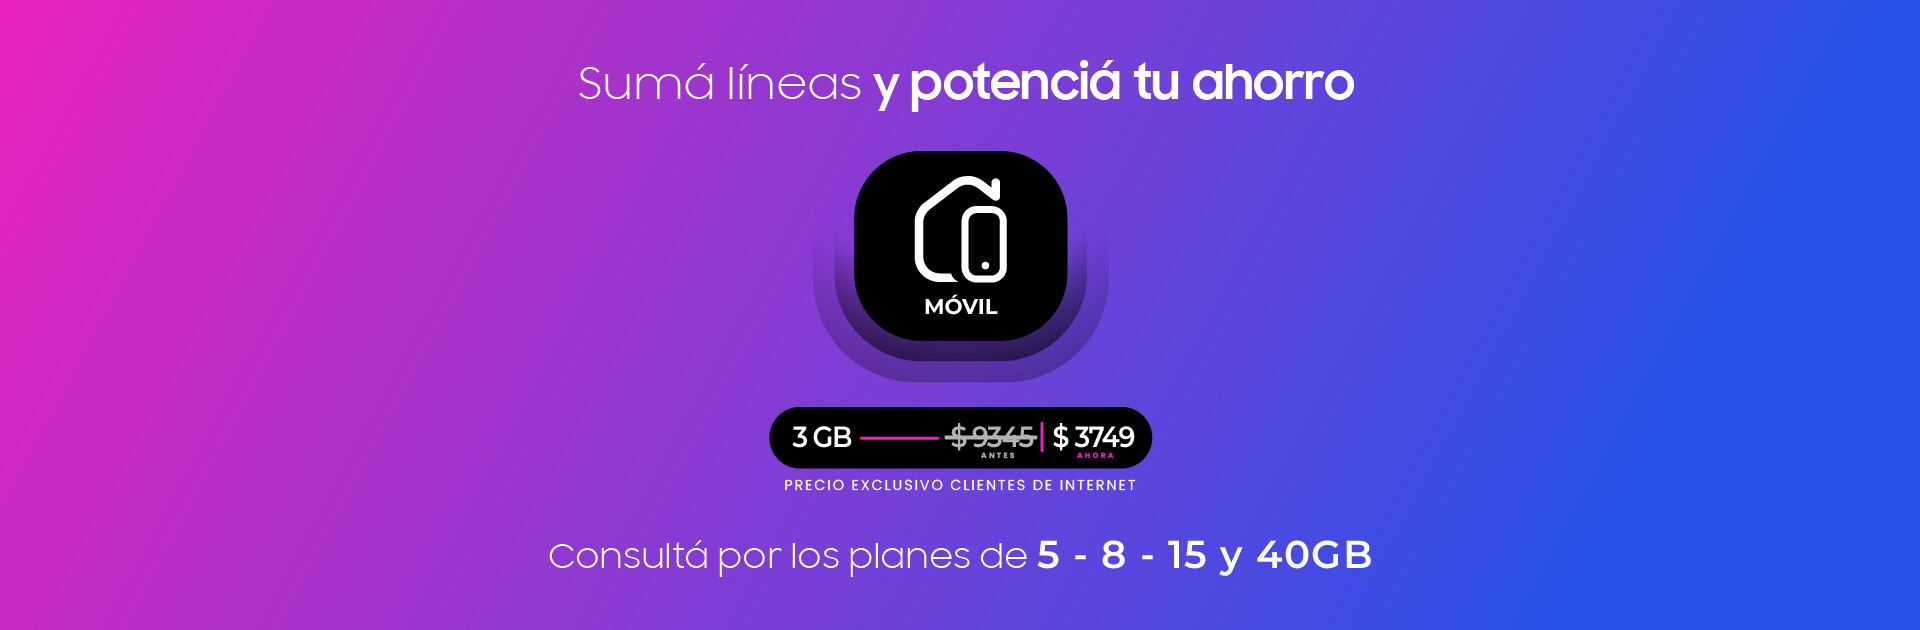 Sumá líneas y potenciá tu ahorro
MÓVIL
3 GB $ 9345 $ 3749
ANTES AHORA
PRECIO EXCLUSIVO CLIENTES DE INTERNET
Consultá por los planes de 5 - 8 - 15 y 40GB